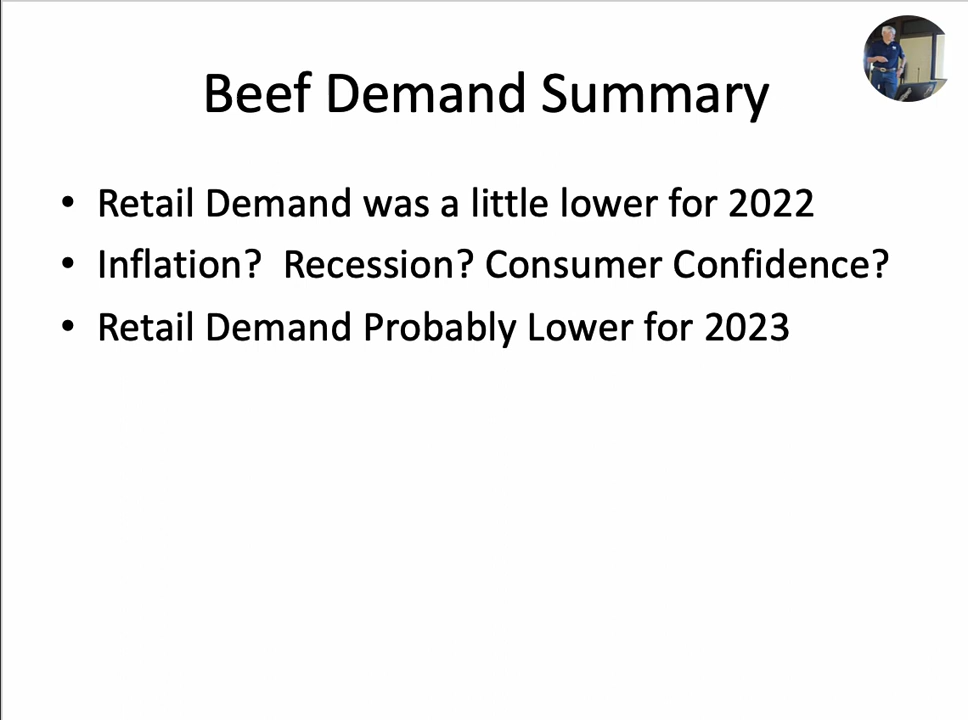 Beef Demand Summary
• Retail Demand was a little lower for 2022
• Inflation?  Recession? Consumer Confidence?
• Retail Demand Probably Lower for 2023